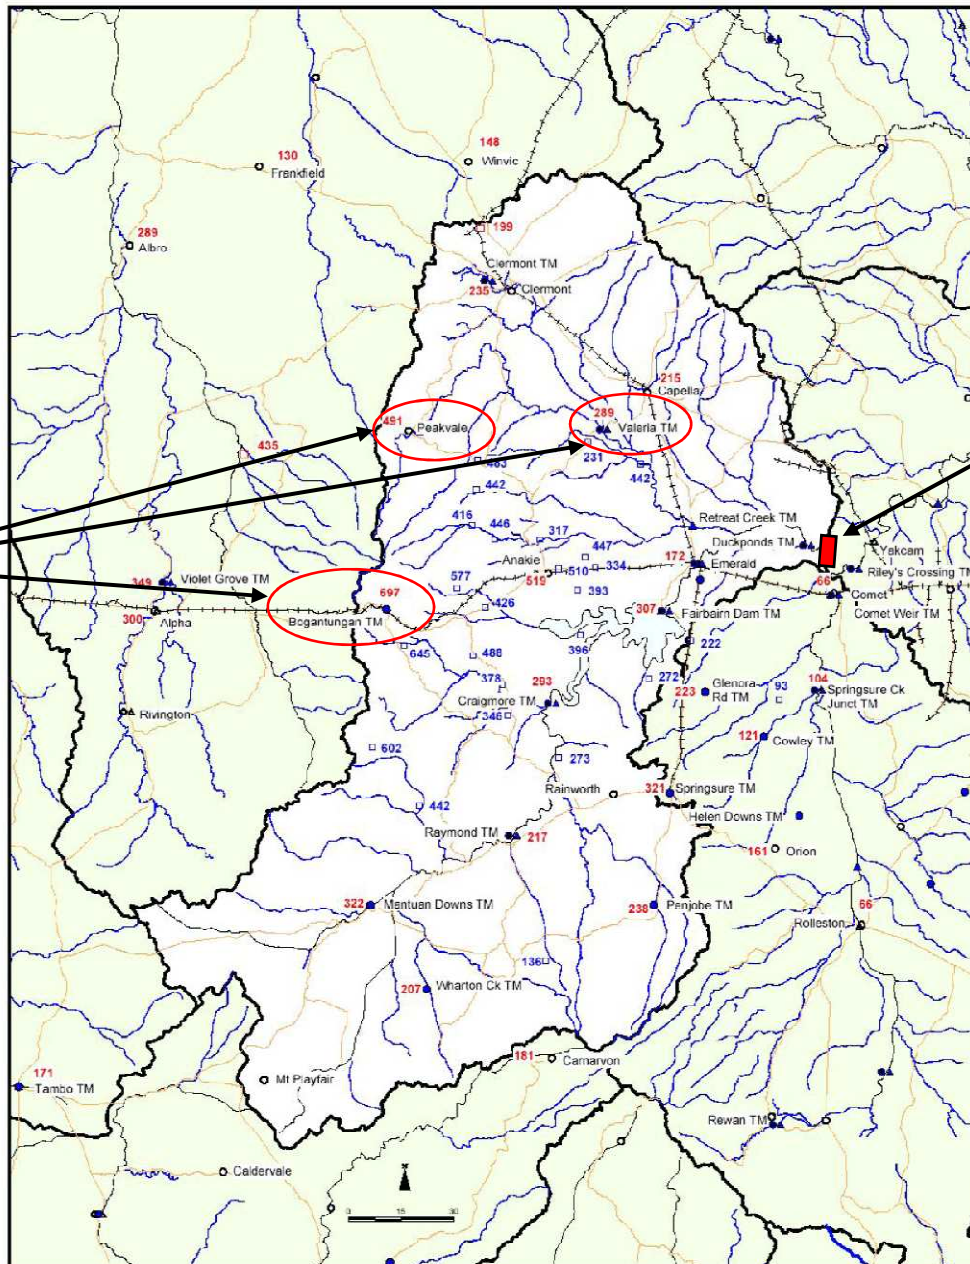 148
Winvic
130
Frankfield
289
Albro
199
Clermont TM
235
Clermont
215
Capella
491
Peakvale
289
Valeria TM
435
483
231
442
442
416
446
317
Retreat Creek TM
447
Duckponds TM
Yakcam
Anakie
172
Emerald
510
334
Riley's Crossing TM
349
Violet Grove TM
577
519
393
66
Comet
Comet Weir TM
697
Bogantungan TM
426
307
Fairbairn Dam TM
300
Alpha
645
488
396
222
378
272
Glenora
Rd TM
223
93
104
Springsure Ck
Junct TM
293
Craigmore TM
346
Rivington
121
Cowley TM
602
273
Rainworth
321
Springsure TM
442
Helen Downs TM
Raymond TM
217
161
Orion
322
Mantuan Downs TM
238
Penjobe TM
66
Rolleston
136
207
Wharton Ck TM
181
Carnarvon
171
Tambo TM
Mt Playfair
Rewan TM
Caldervale
0
15
30